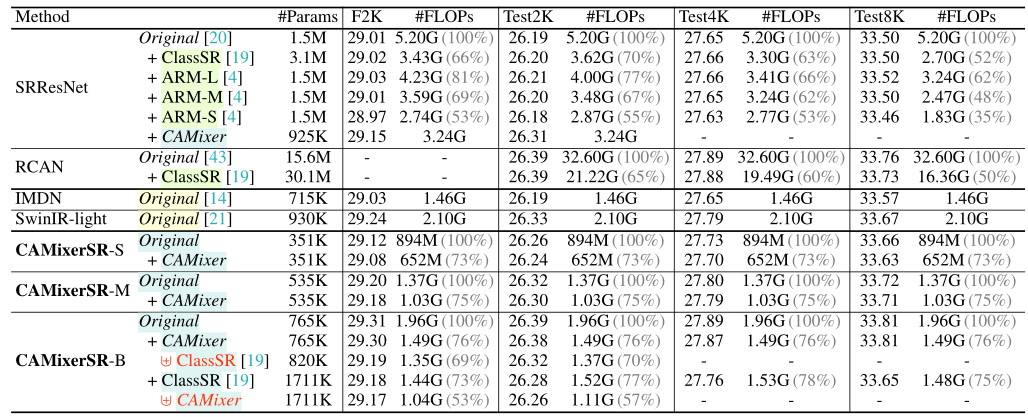 Method #Params F2K #FLOPs Test2K #FLOPs Test4K #FLOPs Test8K #FLOPs
Original [20] 1.5M 29.01 5.20G (100%) 26.19 5.20G (100%) 27.65 5.20G (100%) 33.50 5.20G (100%)
+ ClassSR [19] 3.1M 29.02 3.43G (66%) 26.20 3.62G (70%) 27.66 3.30G (63%) 33.50 2.70G (52%)
+ ARM-L [4] 1.5M 29.03 4.23G (81%) 26.21 4.00G (77%) 27.66 3.41G (66%) 33.52 3.24G (62%)
SRResNet
+ ARM-M [4] 1.5M 29.01 3.59G (69%) 26.20 3.48G (67%) 27.65 3.24G (62%) 33.50 2.47G (48%)
+ ARM-S [4] 1.5M 28.97 2.74G (53%) 26.18 2.87G (55%) 27.63 2.77G (53%) 33.46 1.83G (35%)
+ CAMixer 925K 29.15 3.24G 26.31 3.24G - - - -
RCAN
Original [43] 15.6M - - 26.39 32.60G (100%) 27.89 32.60G (100%) 33.76 32.60G (100%)
+ ClassSR [19] 30.1M 26.39 21.22G (65%) 27.88 19.49G (60%) 33.73 16.36G (50%)
IMDN Original [14] 715K 29.03 1.46G 26.19 1.46G 27.65 1.46G 33.57 1.46G
SwinIR-light Original [21] 930K 29.24 2.10G 26.33 2.10G 27.79 2.10G 33.67 2.10G
CAMixerSR-S
Original 351K 29.12 894M (100%) 26.26 894M (100%) 27.73 894M (100%) 33.66 894M (100%)
+ CAMixer 351K 29.08 652M (73%) 26.24 652M (73%) 27.70 652M (73%) 33.63 652M (73%)
CAMixerSR-M
Original 535K 29.20 1.37G (100%) 26.32 1.37G (100%) 27.80 1.37G (100%) 33.72 1.37G (100%)
+ CAMixer 535K 29.18 1.03G (75%) 26.30 1.03G (75%) 27.79 1.03G (75%) 33.71 1.03G (75%)
Original 765K 29.31 1.96G (100%) 26.39 1.96G (100%) 27.89 1.96G (100%) 33.81 1.96G (100%)
+ CAMixer 765K 29.30 1.49G (76%) 26.38 1.49G (76%) 27.87 1.49G (76%) 33.81 1.49G (76%)
CAMixerSR-B ⊎ ClassSR [19] 820K 29.19 1.35G (69%) 26.32 1.37G (70%) - - - -
+ ClassSR [19] 1711K 29.18 1.44G (73%) 26.28 1.52G (77%) 27.76 1.53G (78%) 33.65 1.48G (75%)
⊎ CAMixer 1711K 29.17 1.04G (53%) 26.26 1.11G (57%) - - - -